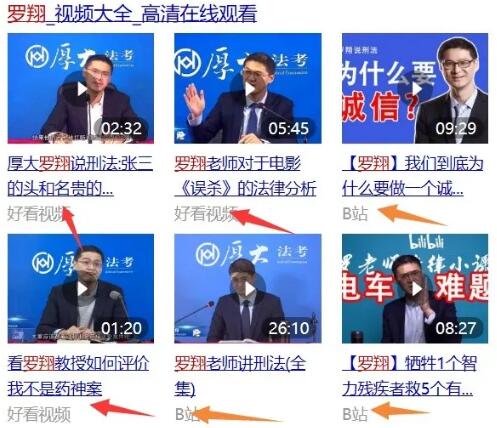 罗翔_视频大全_高清在线观看
厚大法考
02:32
厚大法考
05:45
罗翔说刑法
为什么要
诚信?
09:29
厚大罗翔说刑法:张三
的头和名贵的...
好看视频
罗翔老师对于电影
《误杀》的法律分析
好看视频
【罗翔】我们到底为
什么要做一个诚...
B站
厚大法考
01:20
厚大法考
26:10
bilibili
电车难题
08:27
看罗翔教授如何评价
我不是药神案
好看视频
罗翔老师讲刑法(全
集)
B站
【罗翔】牺牲1个智
力残疾者救5个有...
B站